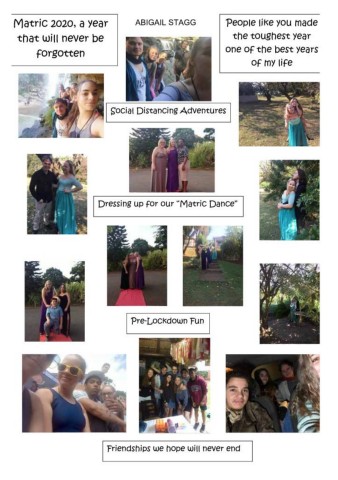 Matric 2020, a year
that will never be
forgotten
ABIGAIL STAGG
People like you made
the toughest year
one of the best years
of my life
Social Distancing Adventures
Dressing up for our "Matric Dance"
Pre-Lockdown Fun
Friendships we hope will never end